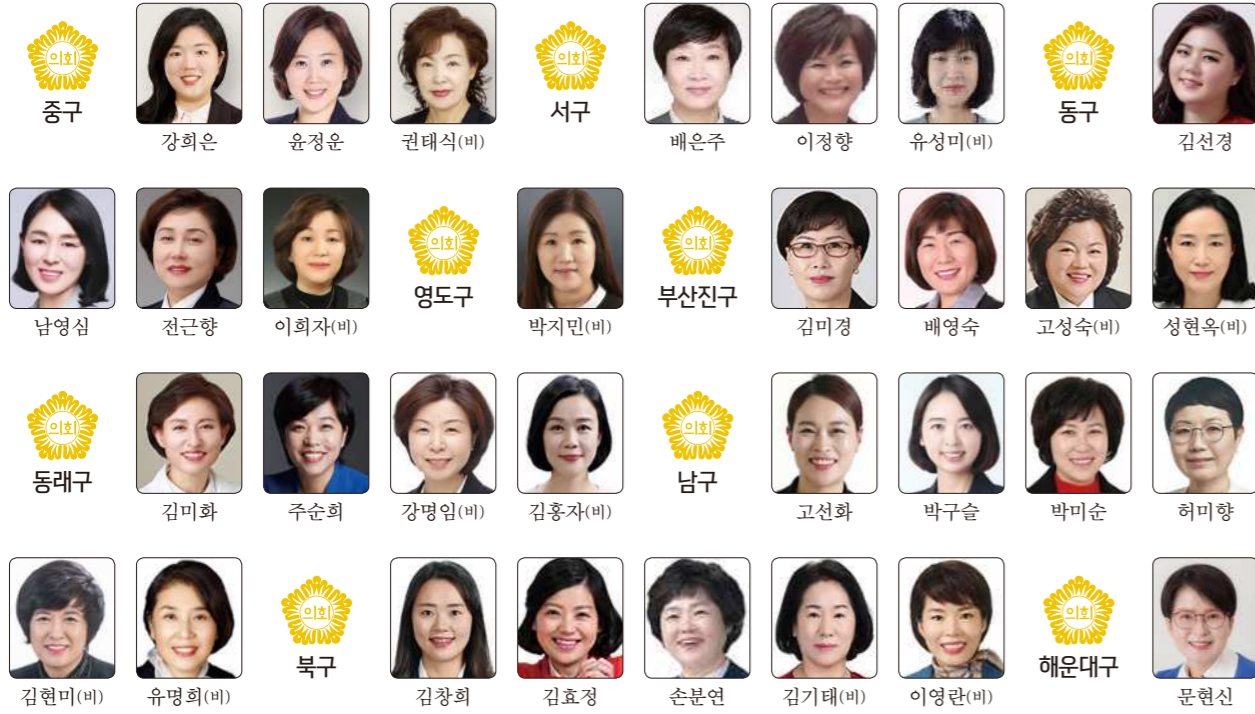 의회 의회 의회
중구 서구 동구
강희은 윤정운 권태식(비) 배은주 이정향 유성미(비) 김선경
의회 의회
영도구 부산진구
남영심 전근향 이희자(비) 박지민(비) 김미경 배영숙 고성숙(비) 성현옥(비)
의회 의회
동래구 남구
김미화 주순희 강명임(비) 김홍자(비) 고선화 박구슬 박미순 허미향
의회 의회
북구 해운대구
김현미(비) 유명희(비) 김창희 김효정 손분연 김기태(비) 이영란(비) 문현신